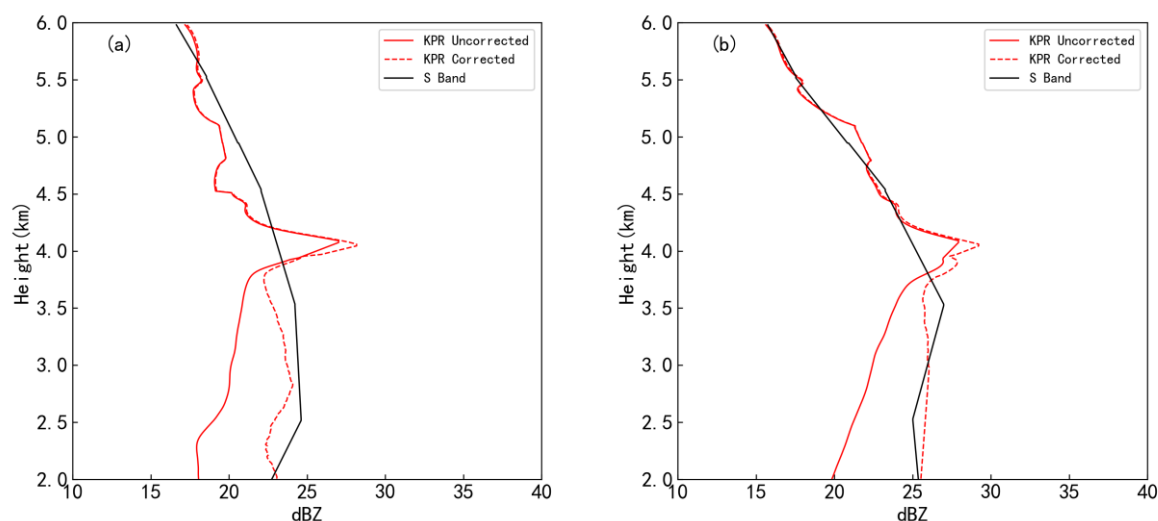 (a)
KPR Uncorrected
KPR Corrected
S Band
6.0
5.5
5.0
4.5
4.0
3.5
3.0
2.5
2.0
Height(km)
10 15 20 25 30 35 40
dBZ
(b)
KPR Uncorrected
KPR Corrected
S Band
6.0
5.5
5.0
4.5
4.0
3.5
3.0
2.5
2.0
Height(km)
10 15 20 25 30 35 40
dBZ